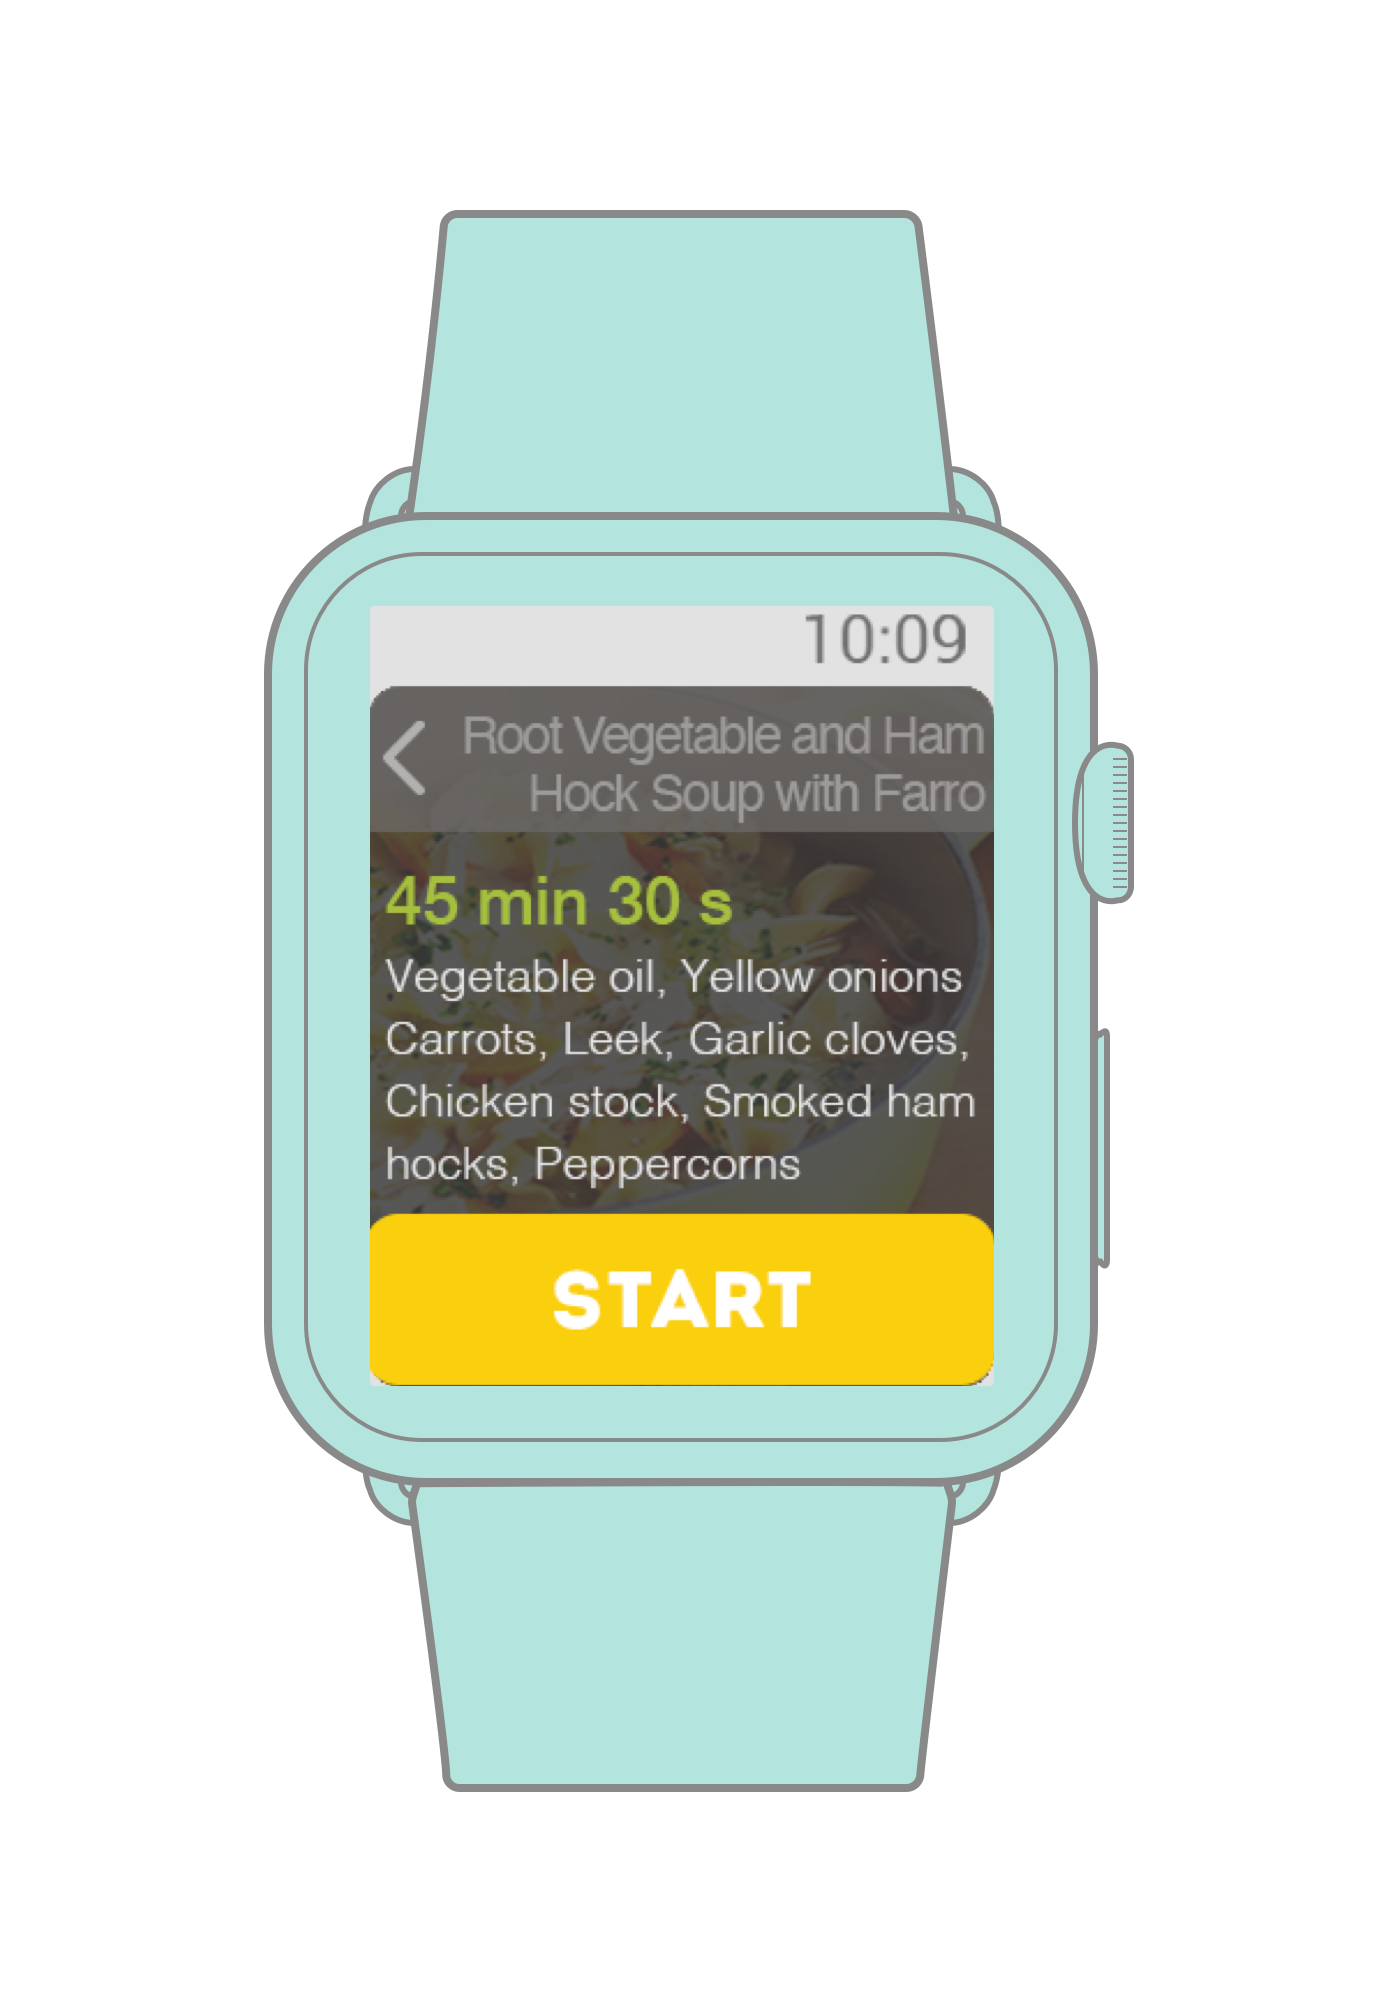 10:09
Root Vegetable and Ham
Hock Soup with Farro
45 min 30 s
Vegetable oil, Yellow onions
Carrots, Leek, Garlic cloves,
Chicken stock, Smoked ham
hocks, Peppercorns
START